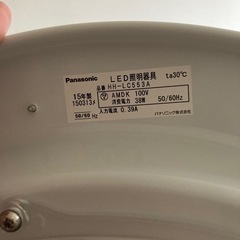 Panasonic LED照明器具 ta30℃
品番 HH-LC553A
15年製
150313
AMDK 100V
消費電力 38W 50/60Hz
入力電流 0.39A
50/60 Hz
パナソニック株式会社